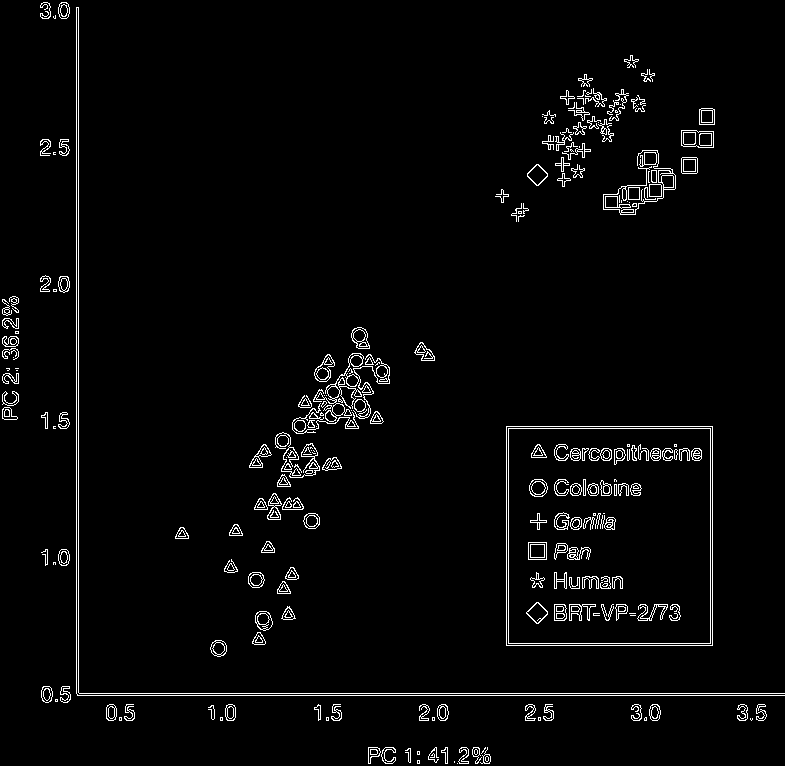 3.0
2.5
2.0
1.5
1.0
0.5
PC 2: 36.2%
Cercopithecine
Colobine
Gorilla
Pan
Human
BRT-VP-2/73
0.5 1.0 1.5 2.0 2.5 3.0 3.5
PC 1: 41.2%